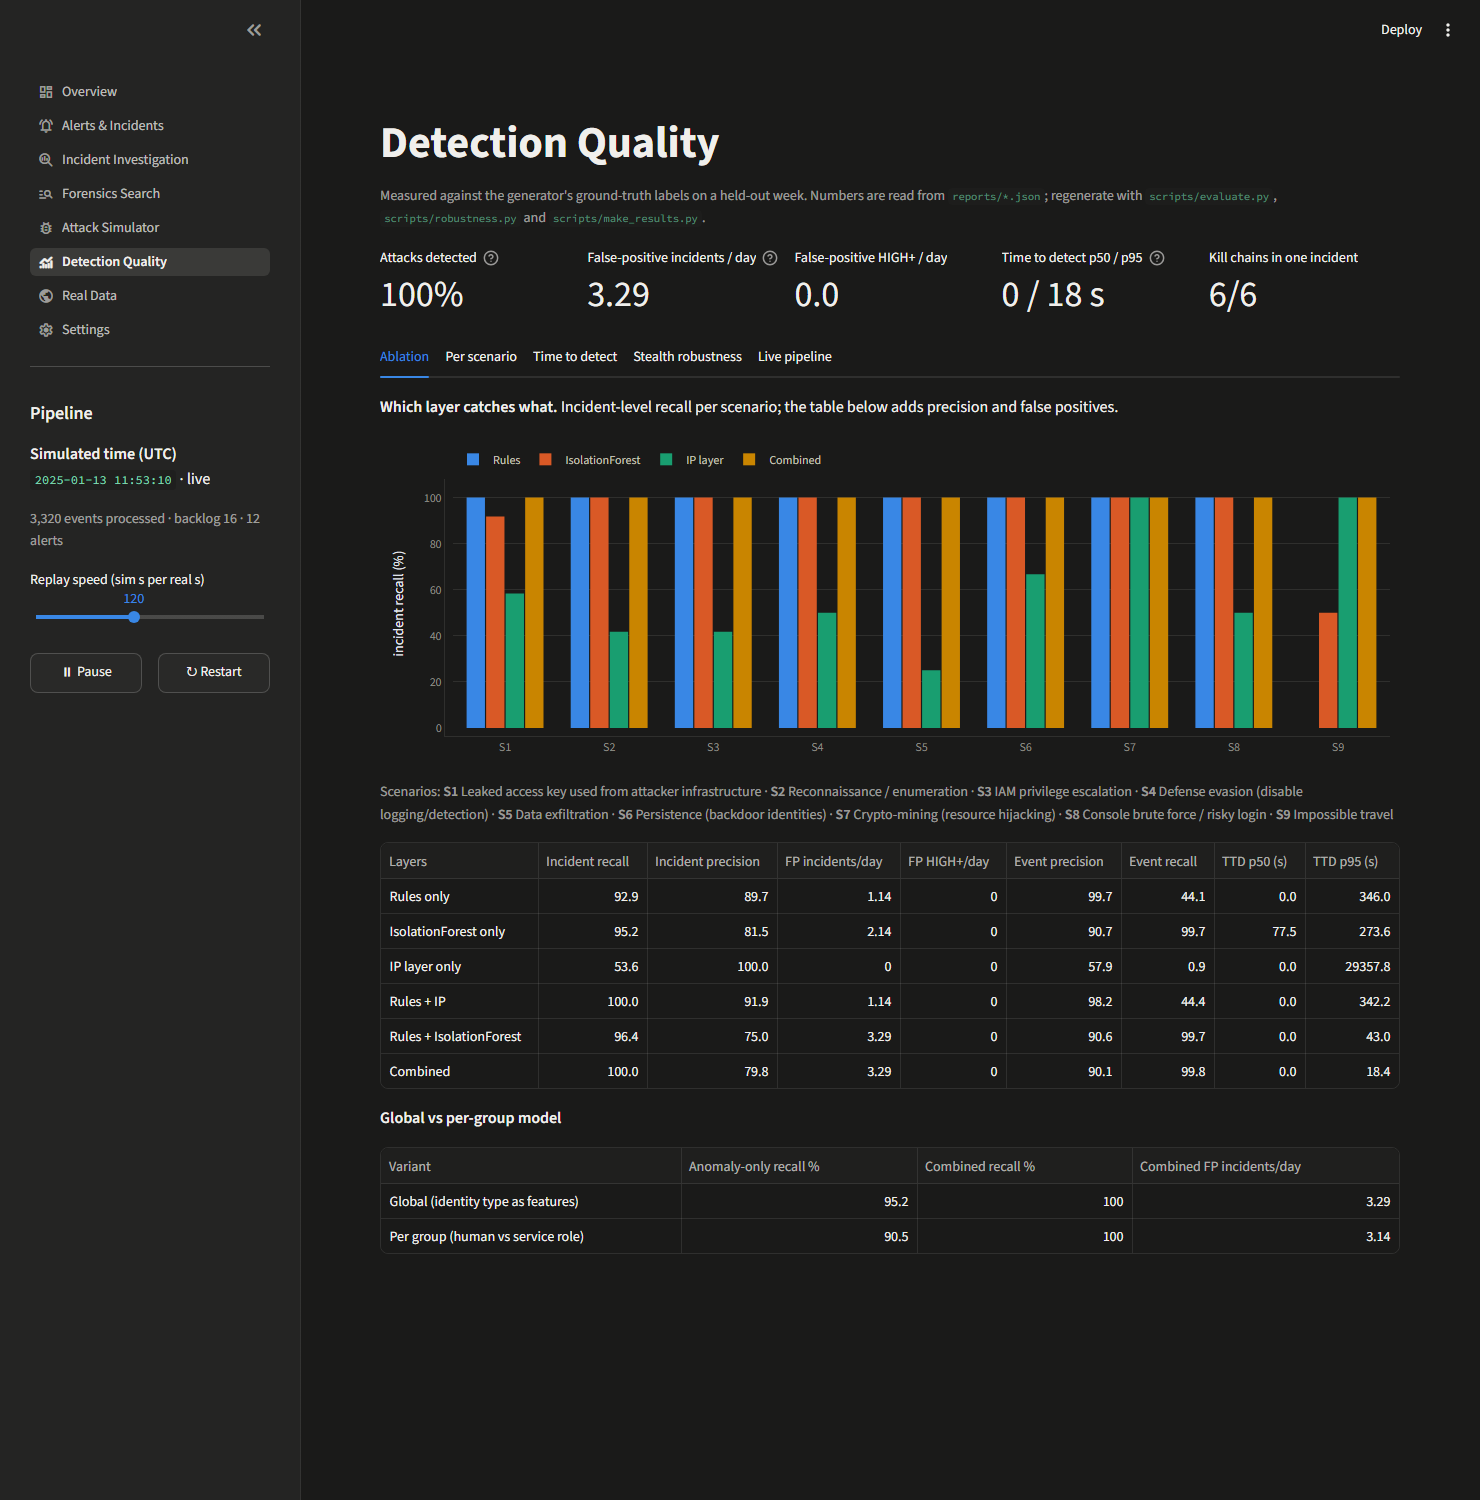 Deploy
Overview
Alerts & Incidents
Incident Investigation
Forensics Search
Attack Simulator
Detection Quality
Real Data
Settings
Pipeline
Simulated time (UTC)
2025-01-13 11:53:10 · live
3,320 events processed · backlog 16 · 12
alerts
Replay speed (sim s per real s)
120
Pause
↻ Restart
Detection Quality
Measured against the generator's ground-truth labels on a held-out week. Numbers are read from reports/*.json ; regenerate with scripts/evaluate.py ,
scripts/robustness.py and scripts/make_results.py .
Attacks detected
100%
False-positive incidents / day
3.29
False-positive HIGH+ / day
0.0
Time to detect p50 / p95
0 / 18 s
Kill chains in one incident
6/6
Ablation Per scenario Time to detect Stealth robustness Live pipeline
Which layer catches what. Incident-level recall per scenario; the table below adds precision and false positives.
Rules IsolationForest IP layer Combined
incident recall (%)
100
80
60
40
20
0
S1 S2 S3 S4 S5 S6 S7 S8 S9
Scenarios: S1 Leaked access key used from attacker infrastructure · S2 Reconnaissance / enumeration · S3 IAM privilege escalation · S4 Defense evasion (disable
logging/detection) · S5 Data exfiltration · S6 Persistence (backdoor identities) · S7 Crypto-mining (resource hijacking) · S8 Console brute force / risky login · S9 Impossible travel
Layers Incident recall Incident precision FP incidents/day FP HIGH+/day Event precision Event recall TTD p50 (s) TTD p95 (s)
Rules only 92.9 89.7 1.14 0 99.7 44.1 0.0 346.0
IsolationForest only 95.2 81.5 2.14 0 90.7 99.7 77.5 273.6
IP layer only 53.6 100.0 0 0 57.9 0.9 0.0 29357.8
Rules + IP 100.0 91.9 1.14 0 98.2 44.4 0.0 342.2
Rules + IsolationForest 96.4 75.0 3.29 0 90.6 99.7 0.0 43.0
Combined 100.0 79.8 3.29 0 90.1 99.8 0.0 18.4
Global vs per-group model
Variant Anomaly-only recall % Combined recall % Combined FP incidents/day
Global (identity type as features) 95.2 100 3.29
Per group (human vs service role) 90.5 100 3.14